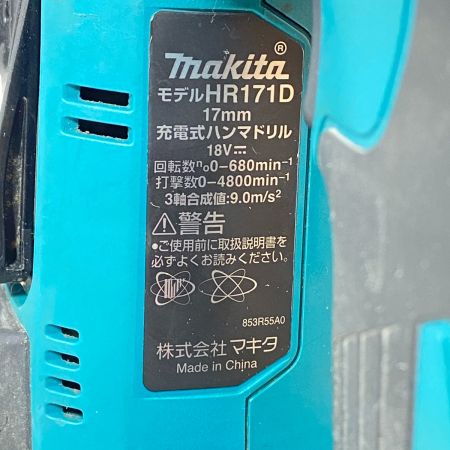 makita®
モデルHR171D
17mm
充電式ハンマドリル
18V⎓
回転数n₀0-680min⁻¹
打撃数0-4800min⁻¹
3軸合成値:9.0m/s²
⚠警告
•ご使用前に取扱説明書を
必ずよくお読みください。
853R55A0
株式会社 マキタ
Made in China